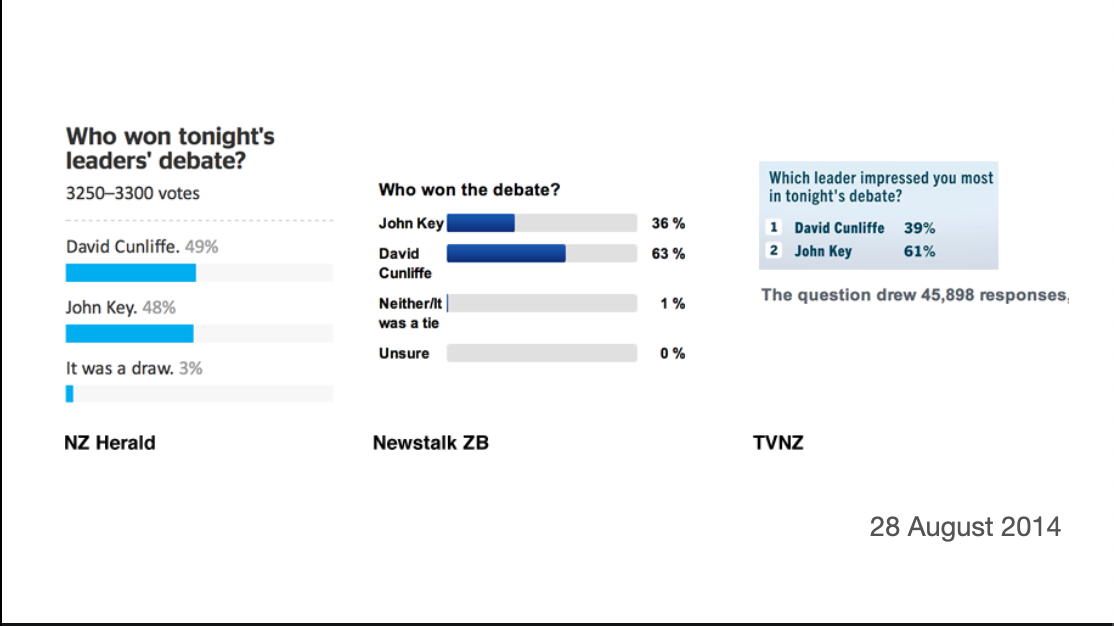 Who won tonight's
leaders' debate?
3250–3300 votes
David Cunliffe. 49%
John Key. 48%
It was a draw. 3%
NZ Herald
Who won the debate?
John Key 36 %
David 63 %
Cunliffe
Neither/It 1 %
was a tie
Unsure 0 %
Newstalk ZB
Which leader impressed you most
in tonight's debate?
1 David Cunliffe 39%
2 John Key 61%
The question drew 45,898 responses,
TVNZ
28 August 2014